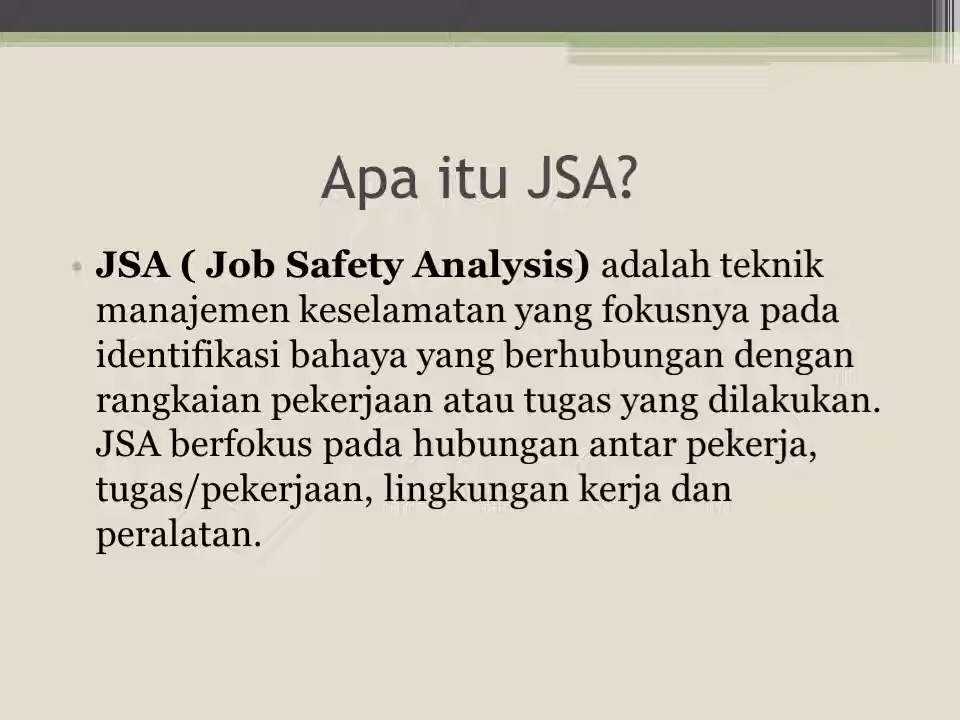 Apa itu JSA?
• JSA ( Job Safety Analysis) adalah teknik
manajemen keselamatan yang fokusnya pada
identifikasi bahaya yang berhubungan dengan
rangkaian pekerjaan atau tugas yang dilakukan.
JSA berfokus pada hubungan antar pekerja,
tugas/pekerjaan, lingkungan kerja dan
peralatan.